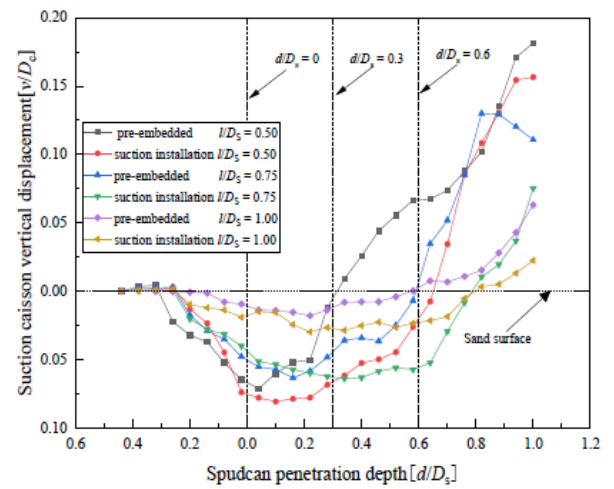 0.20
0.15
0.10
0.05
0.00
0.05
0.10
Suction caisson vertical displacement[v/Dc]
d/Ds = 0
d/Ds = 0.3
d/Ds = 0.6
pre-embedded l/DS = 0.50
suction installation l/DS = 0.50
pre-embedded l/DS = 0.75
suction installation l/DS = 0.75
pre-embedded l/DS = 1.00
suction installation l/DS = 1.00
Sand surface
0.6 0.4 0.2 0.0 0.2 0.4 0.6 0.8 1.0 1.2
Spudcan penetration depth[d/Ds]